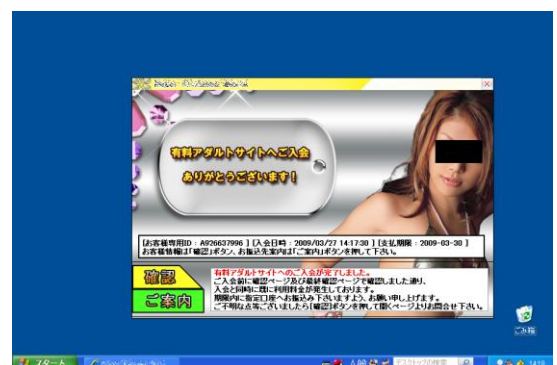 有料アダルトサイトへご入会
ありがとうございます！
[お客様専用ID : A926637996 ] [入会日時 : 2009/03/27 14:17:30 ] [支払期限 : 2009-03-30 ]
お客様情報は「確認」ボタン、お振込先案内は「ご案内」ボタンを押して下さい。
確認
有料アダルトサイトへのご入会が完了しました。
ご入会前に確認ページ及び最終確認ページで確認しました通り、
入会と同時に既に利用料金が発生しております。
ご案内
期限内に指定口座へお振込み下さいますよう、お願い申し上げます。
ご不明な点等ございましたら「確認」ボタンを押して開くページよりお問合せ下さい。
ごみ箱
スタート
デスクトップの検索
14:18